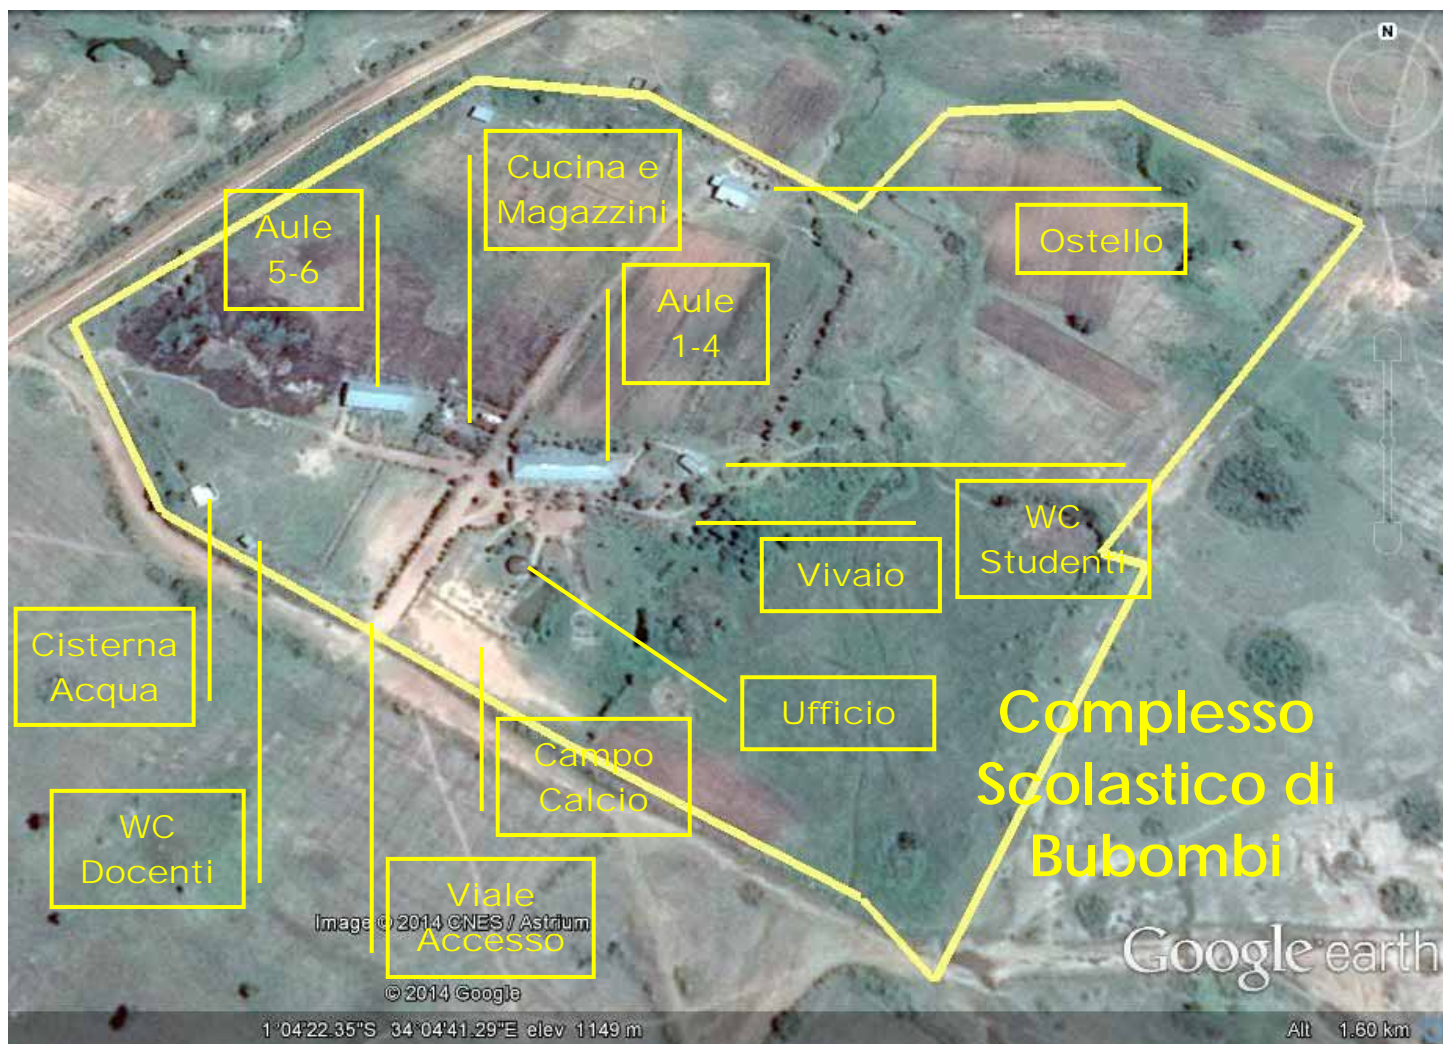 N
Cucina e
Magazzini
Aule
5-6
Ostello
Aule
1-4
WC
Studenti
Vivaio
Cisterna
Acqua
Ufficio
Complesso
Scolastico di
Bubombi
Campo
Calcio
WC
Docenti
Viale
Accesso
Image © 2014 CNES / Astrium
Google earth
© 2014 Google
1°04'22.35"S 34°04'41.29"E elev 1149 m
Alt 1.60 km